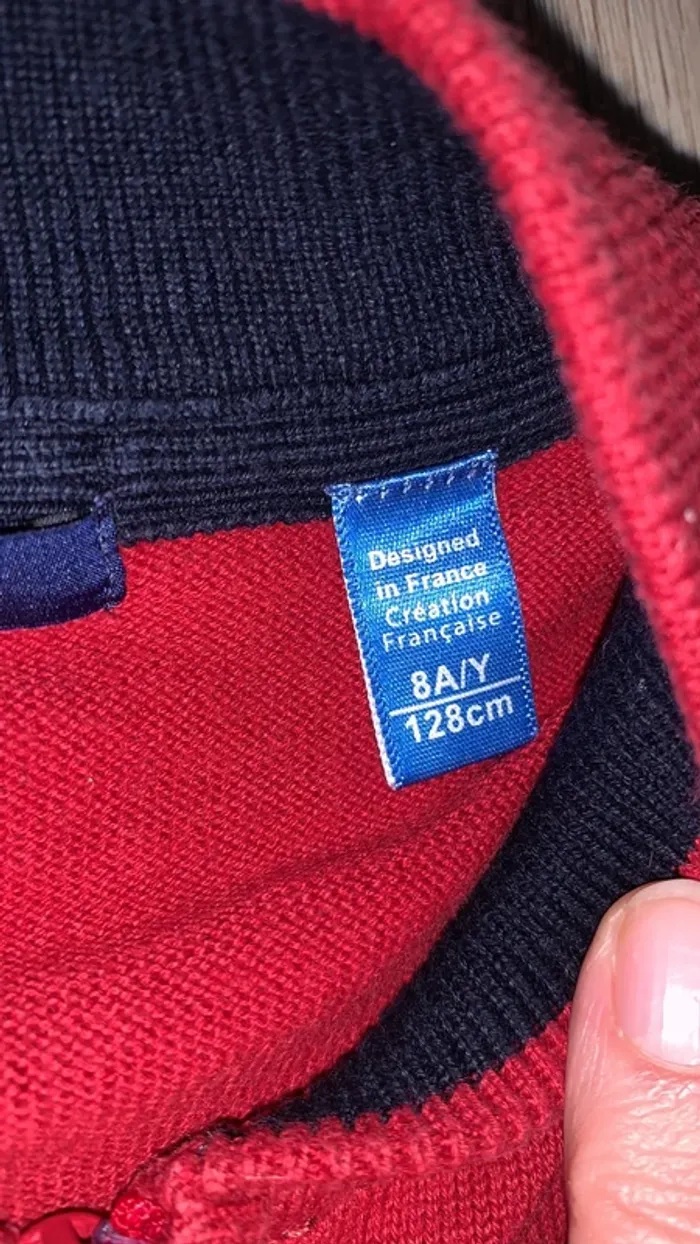 Designed
in France
Création
Française
8A/Y
128cm